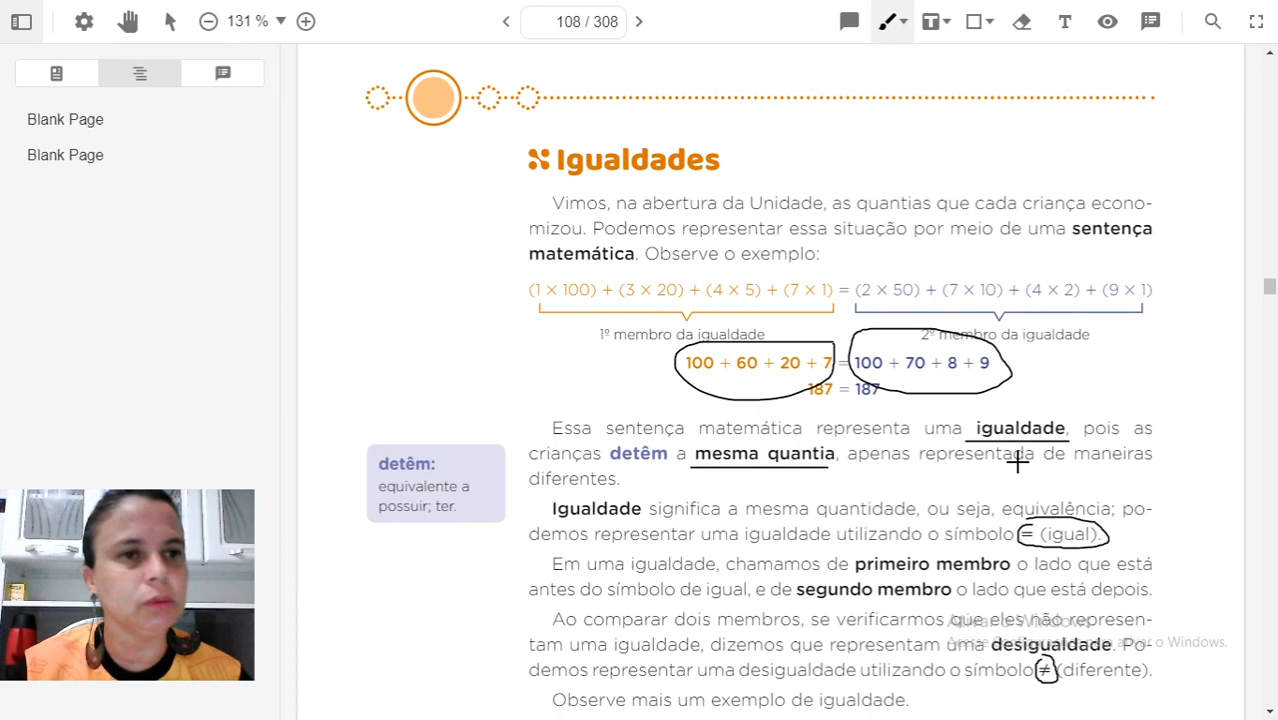 131 %
108 / 308
Blank Page
Blank Page
Igualdades
Vimos, na abertura da Unidade, as quantias que cada criança econo-
mizou. Podemos representar essa situação por meio de uma sentença
matemática. Observe o exemplo:
(1 × 100) + (3 × 20) + (4 × 5) + (7 × 1) = (2 × 50) + (7 × 10) + (4 × 2) + (9 × 1)
1º membro da igualdade 2º membro da igualdade
100 + 60 + 20 + 7 = 100 + 70 + 8 + 9
187 = 187
Essa sentença matemática representa uma igualdade, pois as
crianças detêm a mesma quantia, apenas representada de maneiras
diferentes.
detêm:
equivalente a
possuir; ter.
Igualdade significa a mesma quantidade, ou seja, equivalência; po-
demos representar uma igualdade utilizando o símbolo = (igual).
Em uma igualdade, chamamos de primeiro membro o lado que está
antes do símbolo de igual, e de segundo membro o lado que está depois.
Ao comparar dois membros, se verificarmos que eles não represen-
tam uma igualdade, dizemos que representam uma desigualdade. Po-
demos representar uma desigualdade utilizando o símbolo ≠ (diferente).
Observe mais um exemplo de igualdade.
Ativar o Windows